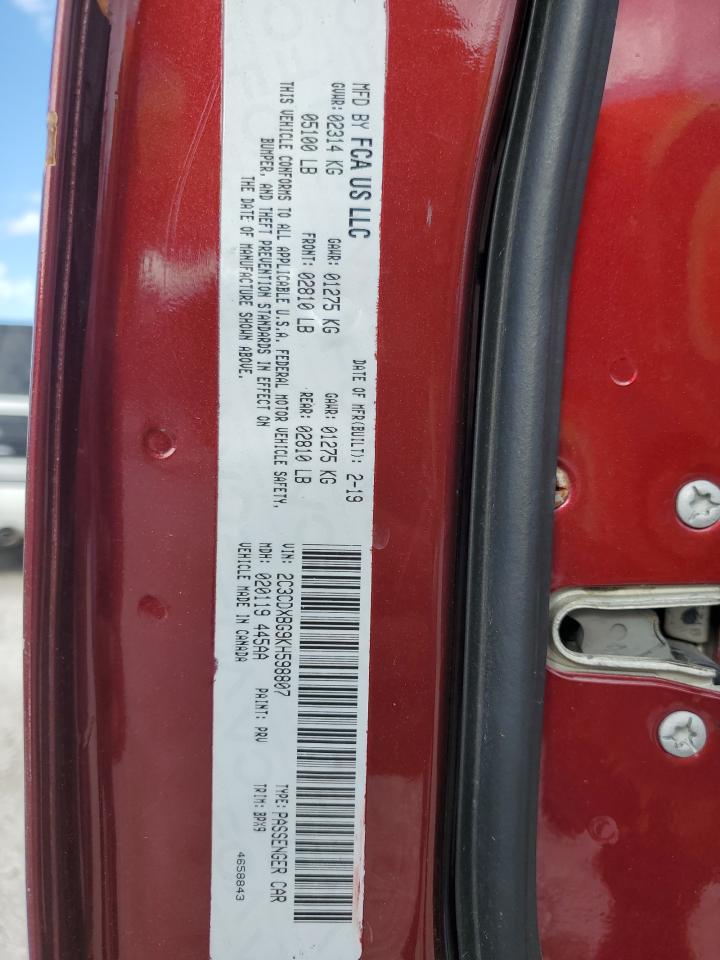 MFD BY FCA US LLC
DATE OF MFR(BUILT): 2-19
GVWR: 02314 KG
GAWR: 01275 KG
GAWR: 01275 KG
05100 LB
FRONT: 02810 LB
REAR: 02810 LB
THIS VEHICLE CONFORMS TO ALL APPLICABLE U.S.A. FEDERAL MOTOR VEHICLE SAFETY,
BUMPER, AND THEFT PREVENTION STANDARDS IN EFFECT ON
THE DATE OF MANUFACTURE SHOWN ABOVE.
VIN: 2C3CDXBG9KH598807
TYPE: PASSENGER CAR
MDH: 020119 445AA
PAINT: PRV
TRIM: BPX9
VEHICLE MADE IN CANADA
4658843